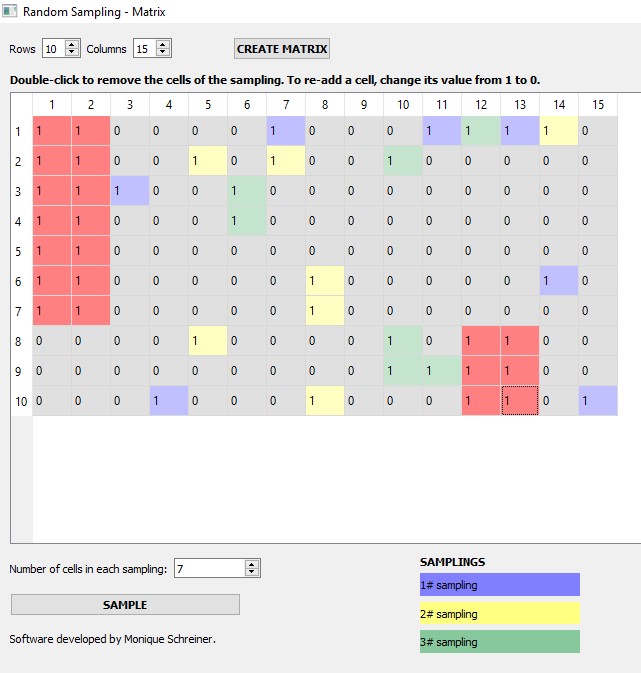 Random Sampling - Matrix
Rows 10 Columns 15 CREATE MATRIX
Double-click to remove the cells of the sampling. To re-add a cell, change its value from 1 to 0.
1 2 3 4 5 6 7 8 9 10 11 12 13 14 15
1 1 1 0 0 0 0 1 0 0 0 1 1 1 1 0
2 1 1 0 0 1 0 1 0 0 1 0 0 0 0 0
3 1 1 1 0 0 1 0 0 0 0 0 0 0 0 0
4 1 1 0 0 0 1 0 0 0 0 0 0 0 0 0
5 1 1 0 0 0 0 0 0 0 0 0 0 0 0 0
6 1 1 0 0 0 0 0 1 0 0 0 0 0 1 0
7 1 1 0 0 0 0 0 1 0 0 0 0 0 0 0
8 0 0 0 0 1 0 0 0 0 1 0 1 1 0 0
9 0 0 0 0 0 0 0 0 0 1 1 1 1 0 0
10 0 0 0 1 0 0 0 1 0 0 0 1 1 0 1
Number of cells in each sampling: 7
SAMPLE
Software developed by Monique Schreiner.
SAMPLINGS
1# sampling
2# sampling
3# sampling